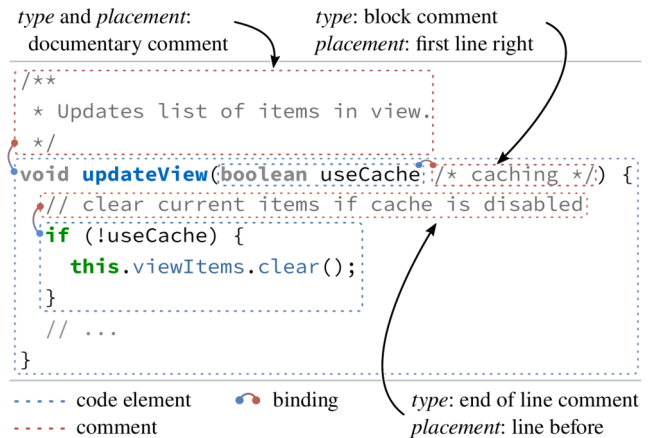 type and placement:
documentary comment
type: block comment
placement: first line right
/**
 * Updates list of items in view.
 */
void updateView(boolean useCache /* caching */) {
  // clear current items if cache is disabled
  if (!useCache) {
    this.viewItems.clear();
  }
  // ...
}
code element
binding
comment
type: end of line comment
placement: line before